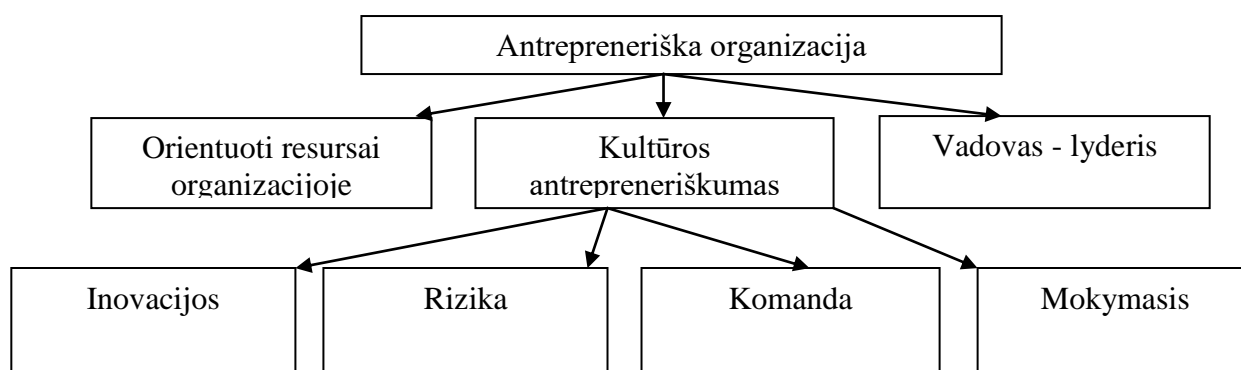 Antrepreneriška organizacija
Orientuoti resursai
organizacijoje
Kultūros
antrepreneriškumas
Vadovas - lyderis
Inovacijos
Rizika
Komanda
Mokymasis